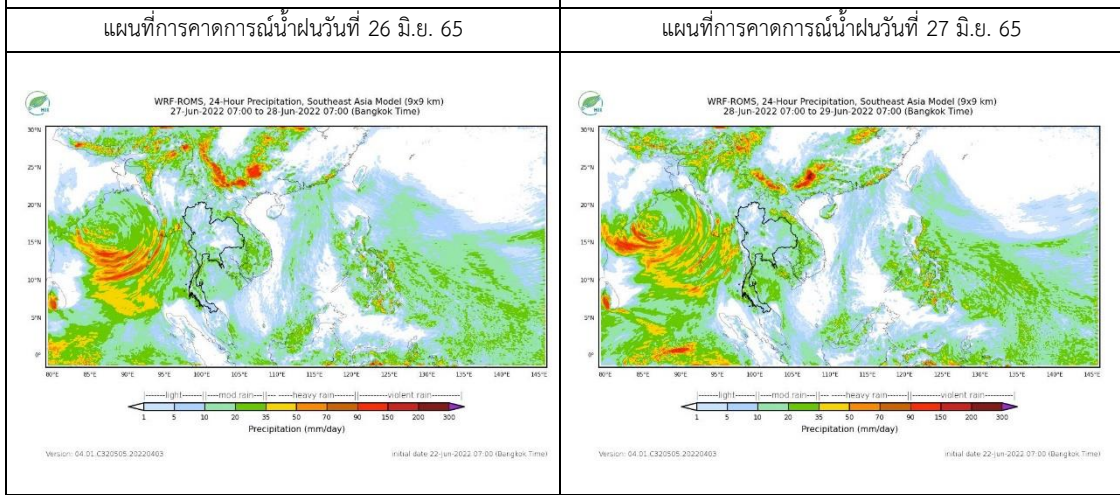 แผนที่การคาดการณ์น้ำฝนวันที่ 26 มิ.ย. 65
แผนที่การคาดการณ์น้ำฝนวันที่ 27 มิ.ย. 65
WRF-ROMS, 24-Hour Precipitation, Southeast Asia Model (9x9 km)
27-Jun-2022 07:00 to 28-Jun-2022 07:00 (Bangkok Time)
30°N
25°N
20°N
15°N
10°N
5°N
0°
80°E 85°E 90°E 95°E 100°E 105°E 110°E 115°E 120°E 125°E 130°E 135°E 140°E 145°E
|------light-------||----mod rain---||--- -----heavy rain-----||---------violent rain---------|
1 5 10 20 35 50 70 90 150 200 300
Precipitation (mm/day)
Version: 04.01.C320505.20220403
initial date 22-Jun-2022 07:00 (Bangkok Time)
WRF-ROMS, 24-Hour Precipitation, Southeast Asia Model (9x9 km)
28-Jun-2022 07:00 to 29-Jun-2022 07:00 (Bangkok Time)
30°N
25°N
20°N
15°N
10°N
5°N
0°
80°E 85°E 90°E 95°E 100°E 105°E 110°E 115°E 120°E 125°E 130°E 135°E 140°E 145°E
|------light-------||----mod rain---||--- -----heavy rain-----||---------violent rain---------|
1 5 10 20 35 50 70 90 150 200 300
Precipitation (mm/day)
Version: 04.01.C320505.20220403
initial date 22-Jun-2022 07:00 (Bangkok Time)